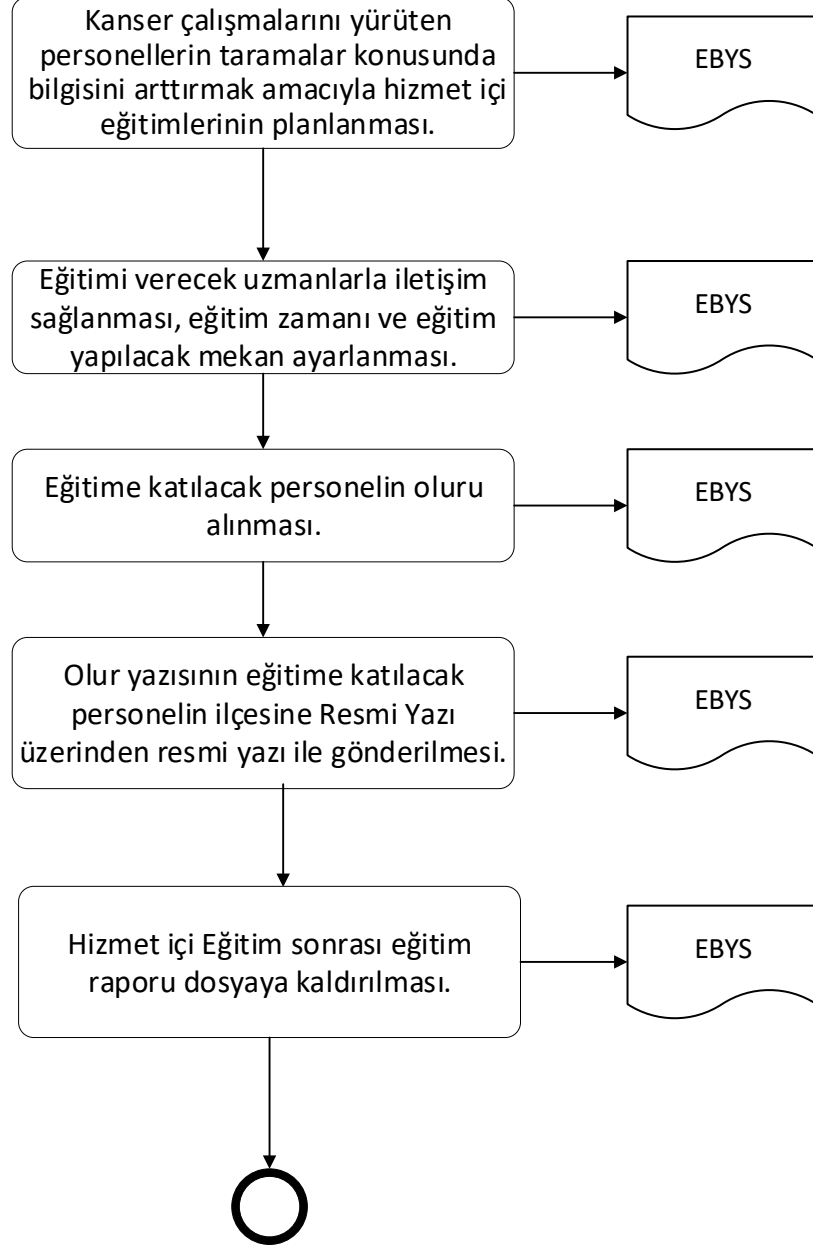 Kanser çalışmalarını yürüten
personellerin taramalar konusunda
bilgisini arttırmak amacıyla hizmet içi
eğitimlerinin planlanması.
EBYS
Eğitimi verecek uzmanlarla iletişim
sağlanması, eğitim zamanı ve eğitim
yapılacak mekan ayarlanması.
EBYS
Eğitime katılacak personelin oluru
alınması.
EBYS
Olur yazısının eğitime katılacak
personelin ilçesine Resmi Yazı
üzerinden resmi yazı ile gönderilmesi.
EBYS
Hizmet içi Eğitim sonrası eğitim
raporu dosyaya kaldırılması.
EBYS